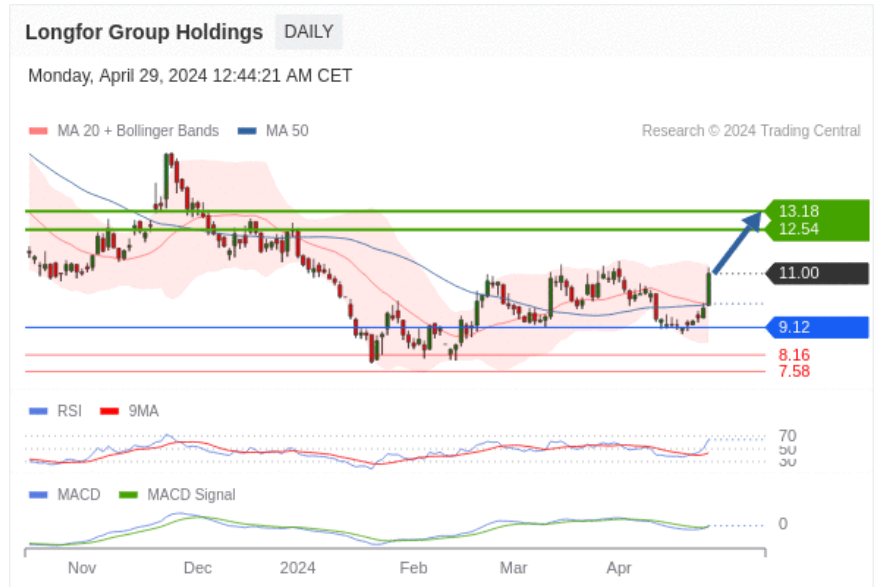 Longfor Group Holdings DAILY
Monday, April 29, 2024 12:44:21 AM CET
MA 20 + Bollinger Bands MA 50 Research © 2024 Trading Central
13.18
12.54
11.00
9.12
8.16
7.58
RSI 9MA
70
50
30
MACD MACD Signal
0
Nov Dec 2024 Feb Mar Apr